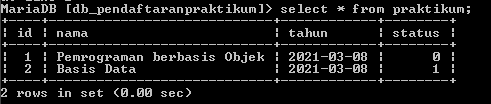 MariaDB [db_pendaftaranpraktikum]> select * from praktikum;
+----+---------------------------+------------+--------+
| id | nama                      | tahun      | status |
+----+---------------------------+------------+--------+
|  1 | Pemrograman berbasis Objek | 2021-03-08 |      0 |
|  2 | Basis Data                | 2021-03-08 |      1 |
+----+---------------------------+------------+--------+
2 rows in set (0.00 sec)